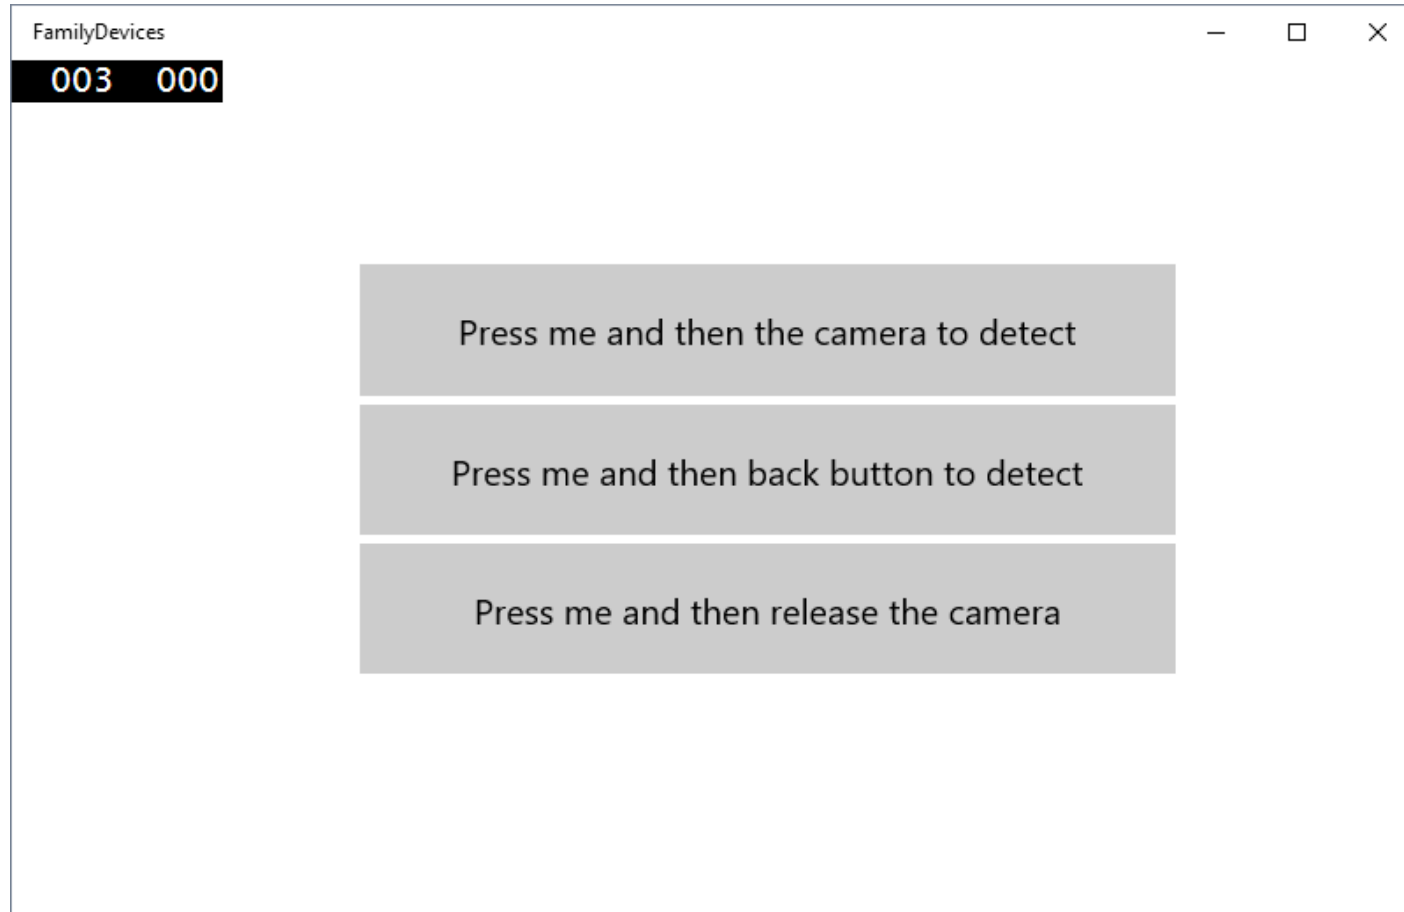 FamilyDevices
003 000
Press me and then the camera to detect
Press me and then back button to detect
Press me and then release the camera